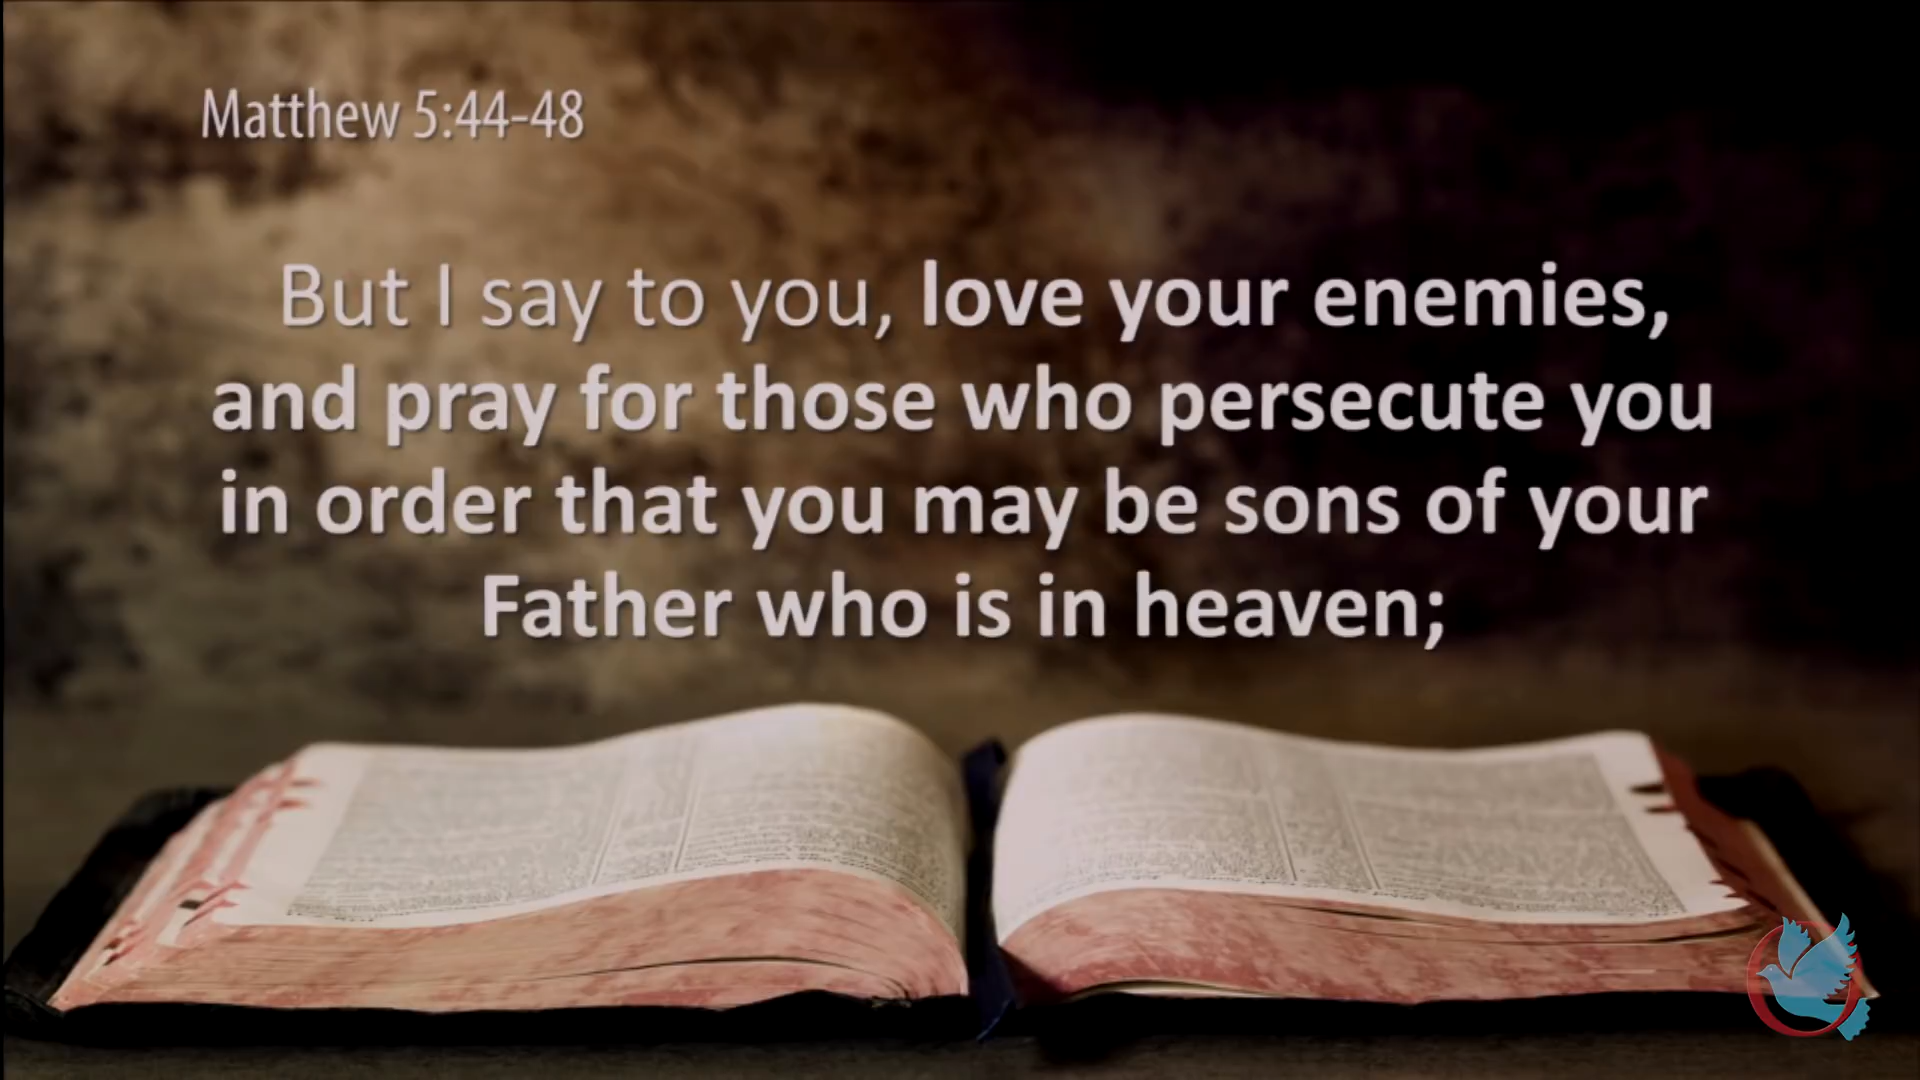 Matthew 5:44-48
But I say to you, love your enemies,
and pray for those who persecute you
in order that you may be sons of your
Father who is in heaven;